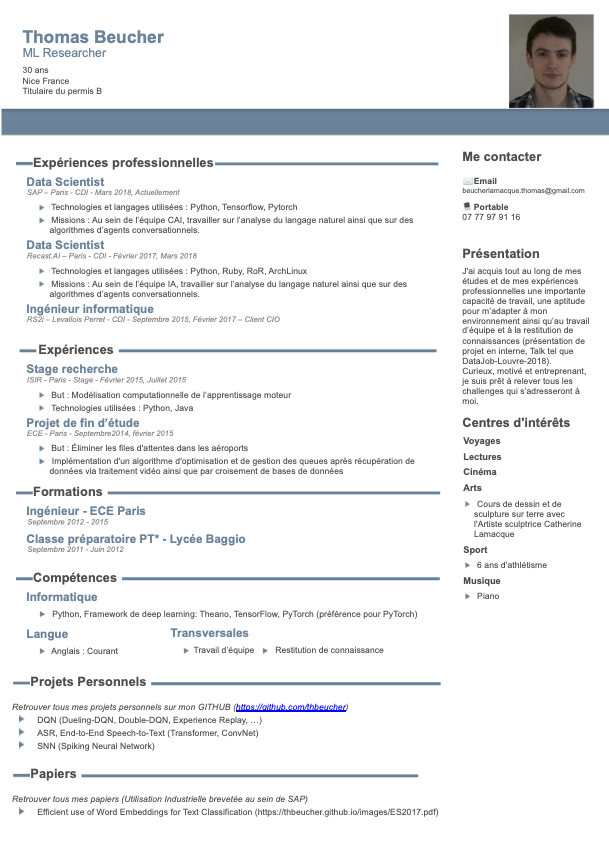 Thomas Beucher
ML Researcher
30 ans
Nice France
Titulaire du permis B
Expériences professionnelles
Data Scientist
SAP – Paris - CDI - Mars 2018, Actuellement
Technologies et langages utilisées : Python, Tensorflow, Pytorch
Missions : Au sein de l'équipe CAI, travailler sur l'analyse du langage naturel ainsi que sur des
algorithmes d'agents conversationnels.
Data Scientist
Recast.AI – Paris - CDI - Février 2017, Mars 2018
Technologies et langages utilisées : Python, Ruby, RoR, ArchLinux
Missions : Au sein de l'équipe IA, travailler sur l'analyse du langage naturel ainsi que sur des
algorithmes d'agents conversationnels.
Ingénieur informatique
RS2i – Levallois Perret - CDI - Septembre 2015, Février 2017 – Client CIO
Expériences
Stage recherche
ISIR - Paris - Stage - Février 2015, Juillet 2015
But : Modélisation computationnelle de l'apprentissage moteur
Technologies utilisées : Python, Java
Projet de fin d'étude
ECE - Paris - Septembre2014, février 2015
But : Éliminer les files d'attentes dans les aéroports
Implémentation d'un algorithme d'optimisation et de gestion des queues après récupération de
données via traitement vidéo ainsi que par croisement de bases de données
Formations
Ingénieur - ECE Paris
Septembre 2012 - 2015
Classe préparatoire PT* - Lycée Baggio
Septembre 2011 - Juin 2012
Compétences
Informatique
Python, Framework de deep learning: Theano, TensorFlow, PyTorch (préférence pour PyTorch)
Langue
Anglais : Courant
Transversales
Travail d'équipe
Restitution de connaissance
Projets Personnels
Retrouver tous mes projets personels sur mon GITHUB (https://github.com/thbeucher)
DQN (Dueling-DQN, Double-DQN, Experience Replay, …)
ASR, End-to-End Speech-to-Text (Transformer, ConvNet)
SNN (Spiking Neural Network)
Papiers
Retrouver tous mes papiers (Utilisation Industrielle brevetée au sein de SAP)
Efficient use of Word Embeddings for Text Classification (https://thbeucher.github.io/images/ES2017.pdf)
Me contacter
Email
beucherlamacque.thomas@gmail.com
Portable
07 77 97 91 16
Présentation
J'ai acquis tout au long de mes
études et de mes expériences
professionnelles une importante
capacité de travail, une aptitude
pour m'adapter à mon
environnement ainsi qu'au travail
d'équipe et à la restitution de
connaissances (présentation de
projet en interne, Talk tel que
DataJob-Louvre-2018).
Curieux, motivé et entreprenant,
je suis prêt à relever tous les
challenges qui s'adresseront à
moi.
Centres d'intérêts
Voyages
Lectures
Cinéma
Arts
Cours de dessin et de
sculpture sur terre avec
l'Artiste sculptrice Catherine
Lamacque
Sport
6 ans d'athlétisme
Musique
Piano